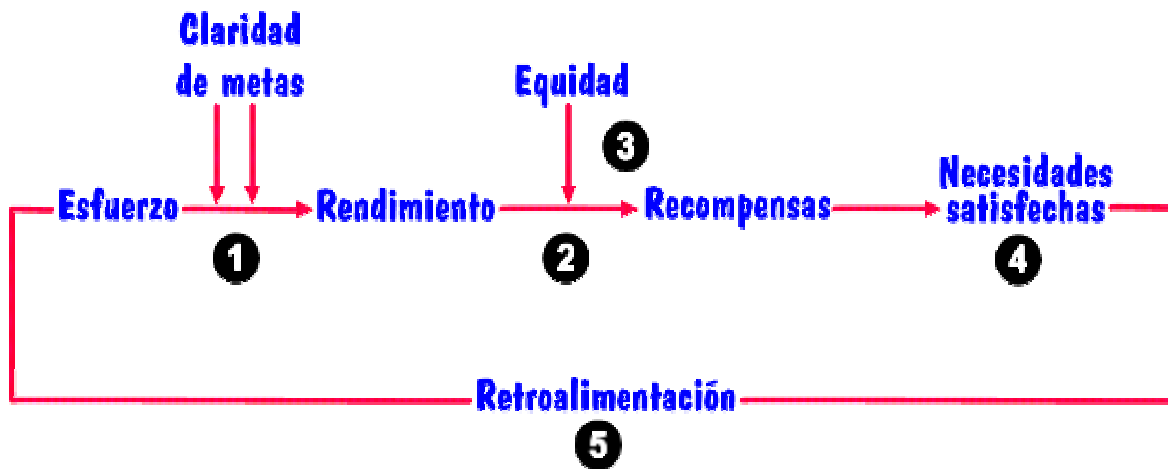 Claridad
de metas
Equidad
3
Esfuerzo
Rendimiento
Recompensas
Necesidades
satisfechas
1
2
4
Retroalimentación
5